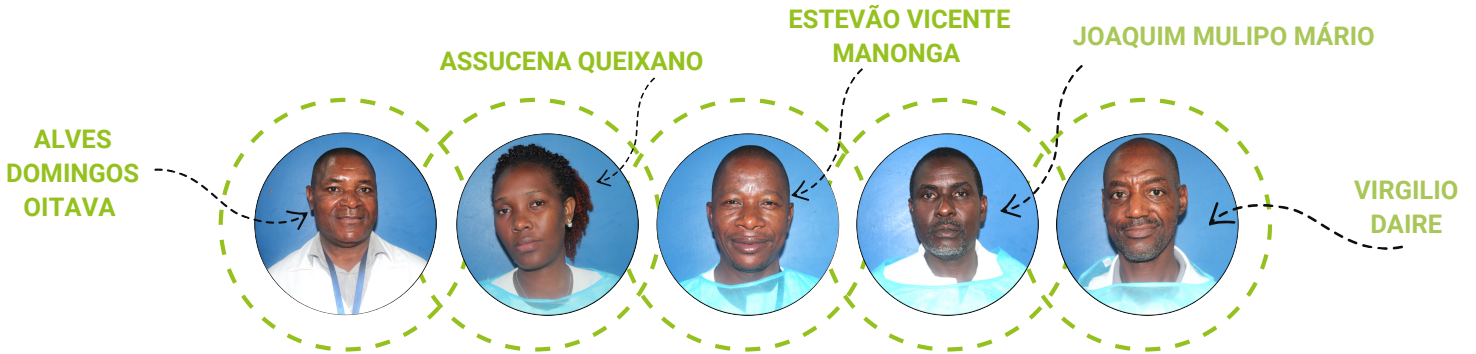 ALVES
DOMINGOS
OITAVA
ASSUCENA QUEIXANO
ESTEVÃO VICENTE
MANONGA
JOAQUIM MULIPO MÁRIO
VIRGILIO
DAIRE